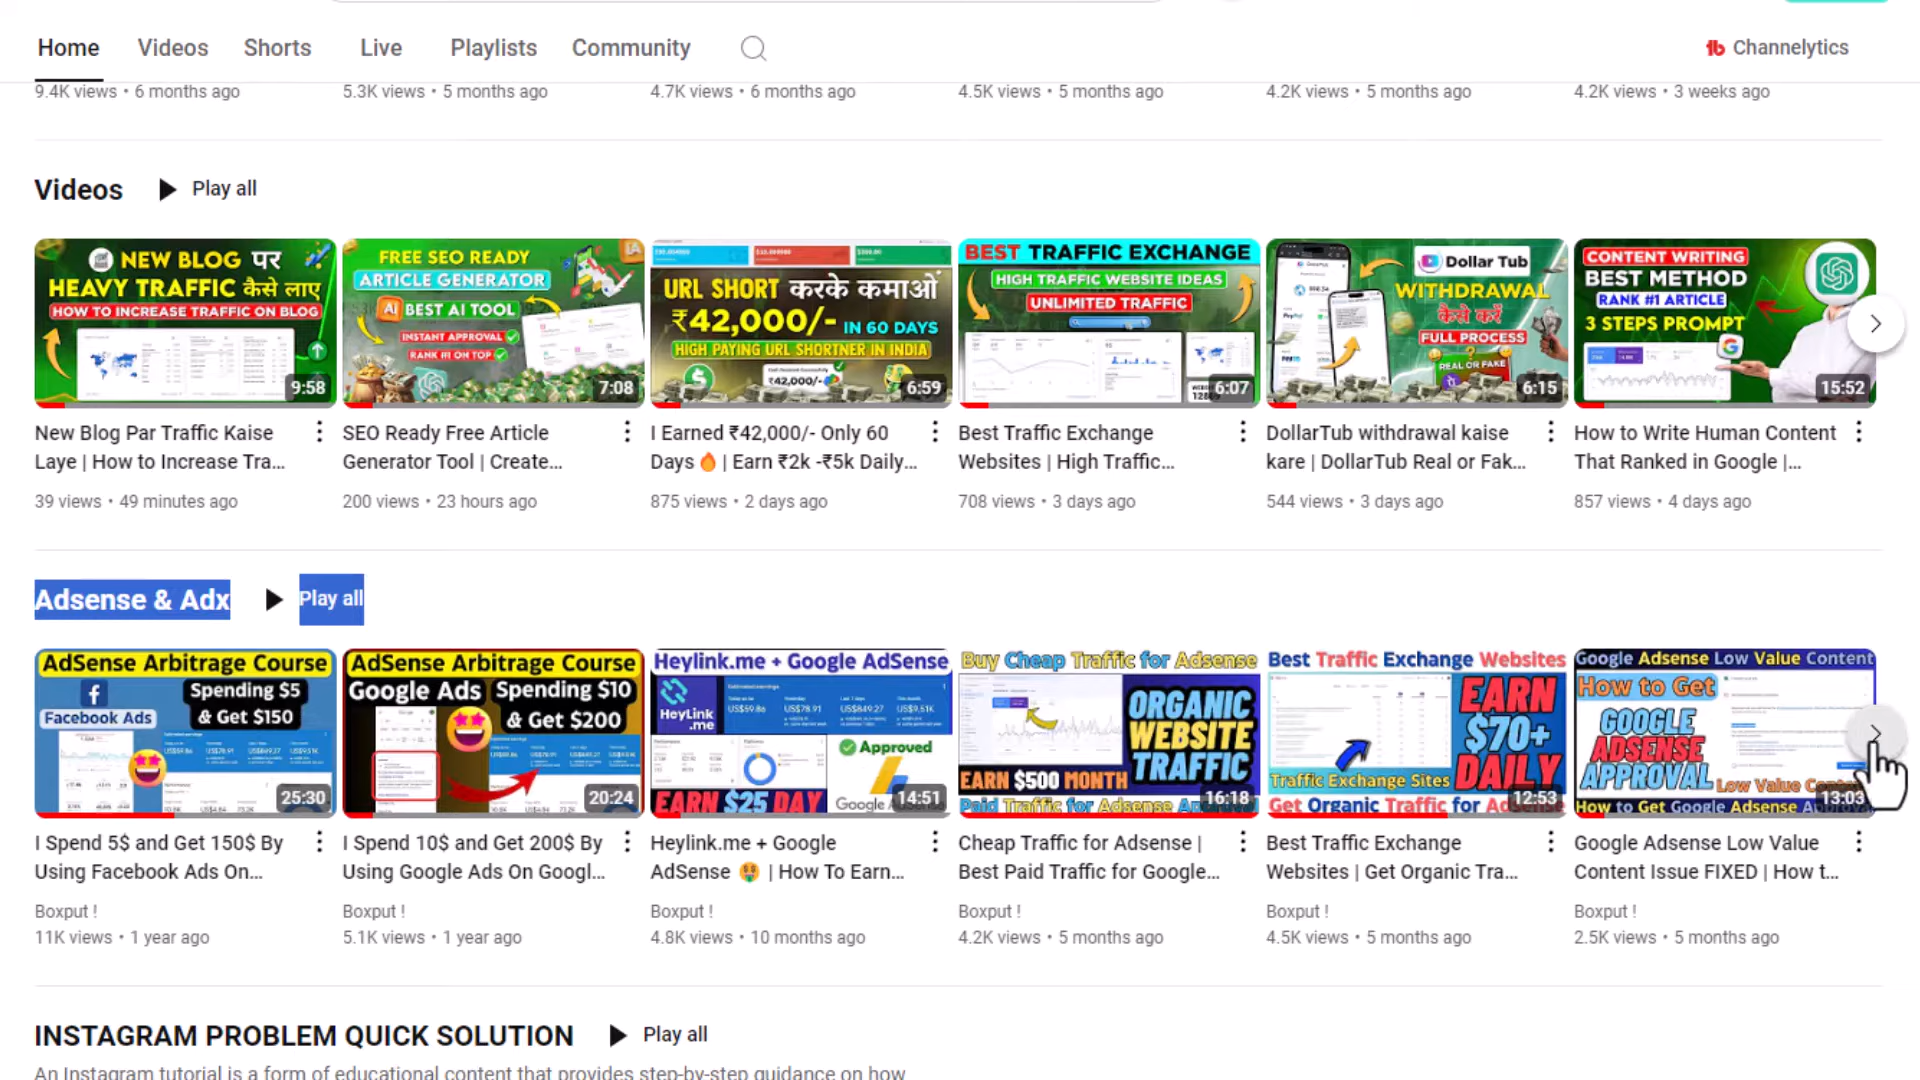 Home Videos Shorts Live Playlists Community
Channelytics
9.4K views • 6 months ago
5.3K views • 5 months ago
4.7K views • 6 months ago
4.5K views • 5 months ago
4.2K views • 5 months ago
4.2K views • 3 weeks ago
Videos Play all
NEW BLOG पर
HEAVY TRAFFIC कैसे लाए
HOW TO INCREASE TRAFFIC ON BLOG
9:58
FREE SEO READY
ARTICLE GENERATOR
AI BEST AI TOOL
INSTANT APPROVAL
RANK #1 ON TOP
7:08
URL SHORT करके कमाओं
₹42,000/- IN 60 DAYS
HIGH PAYING URL SHORTNER IN INDIA
₹42,000/-
6:59
BEST TRAFFIC EXCHANGE
HIGH TRAFFIC WEBSITE IDEAS
UNLIMITED TRAFFIC
6:07
Dollar Tub
WITHDRAWAL
कैसे करें
FULL PROCESS
REAL OR FAKE
6:15
CONTENT WRITING
BEST METHOD
RANK #1 ARTICLE
3 STEPS PROMPT
15:52
New Blog Par Traffic Kaise
Laye | How to Increase Tra...
39 views • 49 minutes ago
SEO Ready Free Article
Generator Tool | Create...
200 views • 23 hours ago
I Earned ₹42,000/- Only 60
Days 🔥 | Earn ₹2k -₹5k Daily...
875 views • 2 days ago
Best Traffic Exchange
Websites | High Traffic...
708 views • 3 days ago
DollarTub withdrawal kaise
kare | DollarTub Real or Fak...
544 views • 3 days ago
How to Write Human Content
That Ranked in Google |...
857 views • 4 days ago
Adsense & Adx Play all
AdSense Arbitrage Course
Spending $5
& Get $150
Facebook Ads
25:30
AdSense Arbitrage Course
Google Ads Spending $10
& Get $200
20:24
Heylink.me + Google AdSense
HeyLink
.me
Approved
EARN $25 DAY
Google
14:51
Buy Cheap Traffic for Adsense
ORGANIC
WEBSITE
TRAFFIC
EARN $500 MONTH
Paid Traffic for Adsense
16:18
Best Traffic Exchange Websites
EARN
$70+
DAILY
Traffic Exchange Sites
Get Organic Traffic for
12:53
Google Adsense Low Value Content
How to Get
GOOGLE
ADSENSE
APPROVAL
Low Value
How to Get Google Adsense
13:03
I Spend 5$ and Get 150$ By
Using Facebook Ads On...
Boxput !
11K views • 1 year ago
I Spend 10$ and Get 200$ By
Using Google Ads On Googl...
Boxput !
5.1K views • 1 year ago
Heylink.me + Google
AdSense 🤑 | How To Earn...
Boxput !
4.8K views • 10 months ago
Cheap Traffic for Adsense |
Best Paid Traffic for Google...
Boxput !
4.2K views • 5 months ago
Best Traffic Exchange
Websites | Get Organic Tra...
Boxput !
4.5K views • 5 months ago
Google Adsense Low Value
Content Issue FIXED | How t...
Boxput !
2.5K views • 5 months ago
INSTAGRAM PROBLEM QUICK SOLUTION Play all
An Instagram tutorial is a form of educational content that provides step-by-step guidance on how